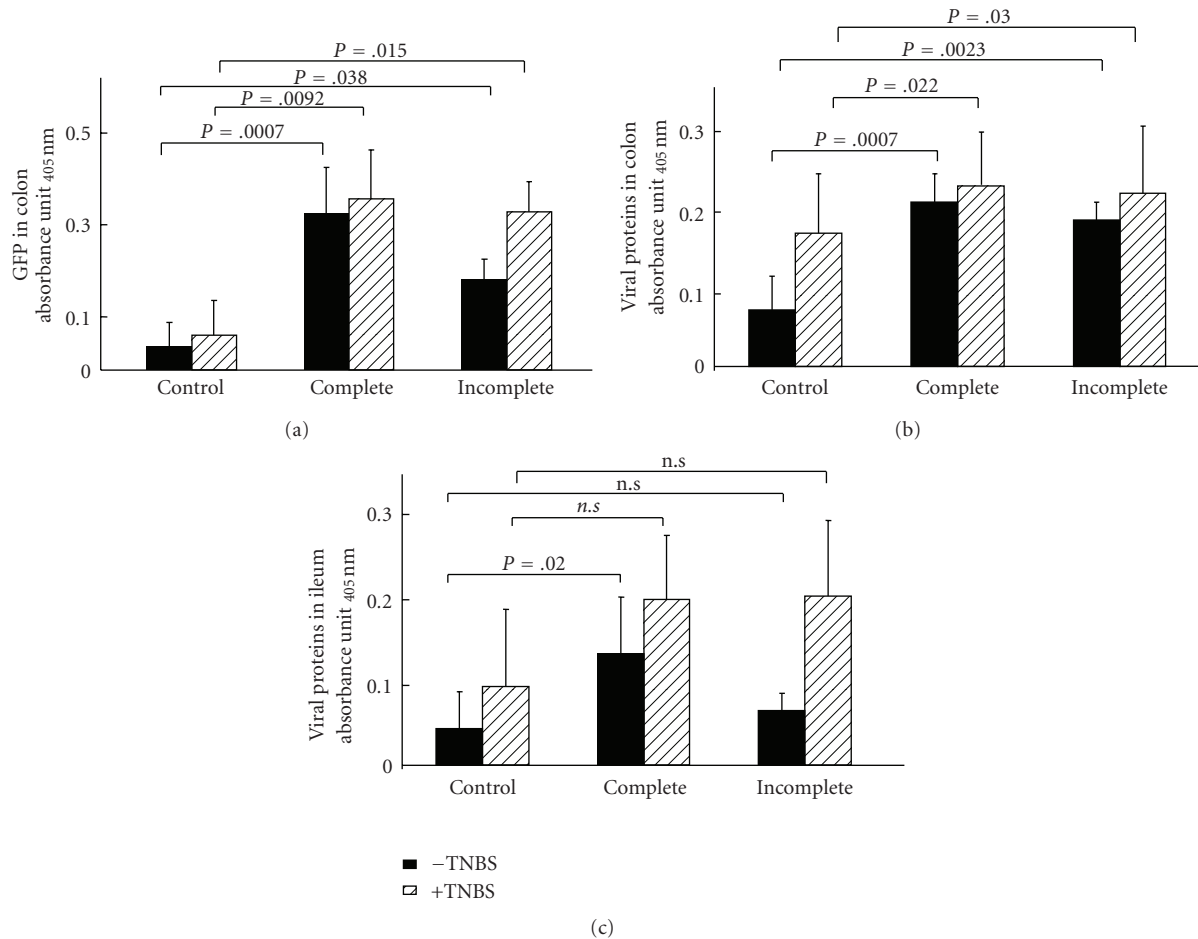 P = .015
P = .038
P = .0092
P = .0007
0.5
0.3
0.1
0
GFP in colon
absorbance unit 405 nm
Control Complete Incomplete
(a)
P = .03
P = .0023
P = .022
P = .0007
0.3
0.2
0.1
0
Viral proteins in colon
absorbance unit 405 nm
Control Complete Incomplete
(b)
n.s
n.s
n.s
P = .02
0.3
0.2
0.1
0
Viral proteins in ileum
absorbance unit 405 nm
Control Complete Incomplete
−TNBS
+TNBS
(c)